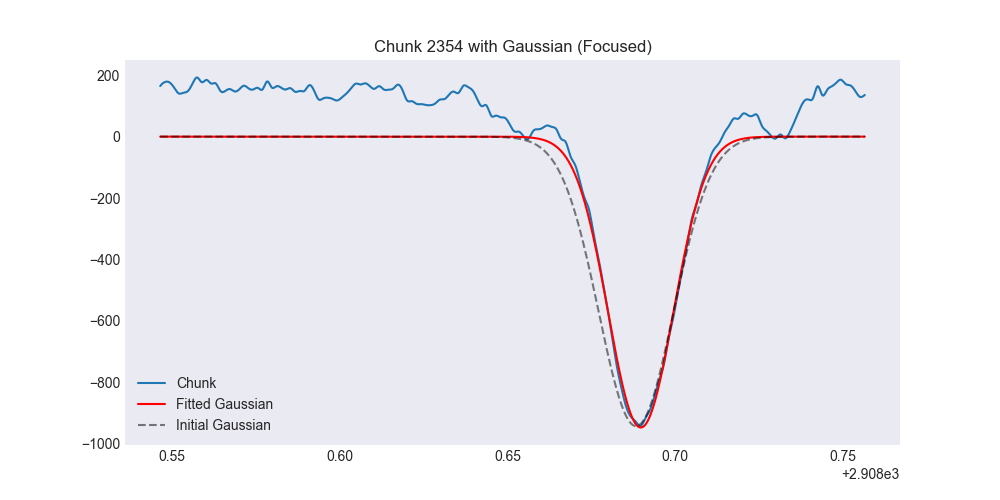 Chunk 2354 with Gaussian (Focused)
200
0
−200
−400
−600
−800
−1000
Chunk
Fitted Gaussian
Initial Gaussian
0.55 0.60 0.65 0.70 0.75
+2.908e3